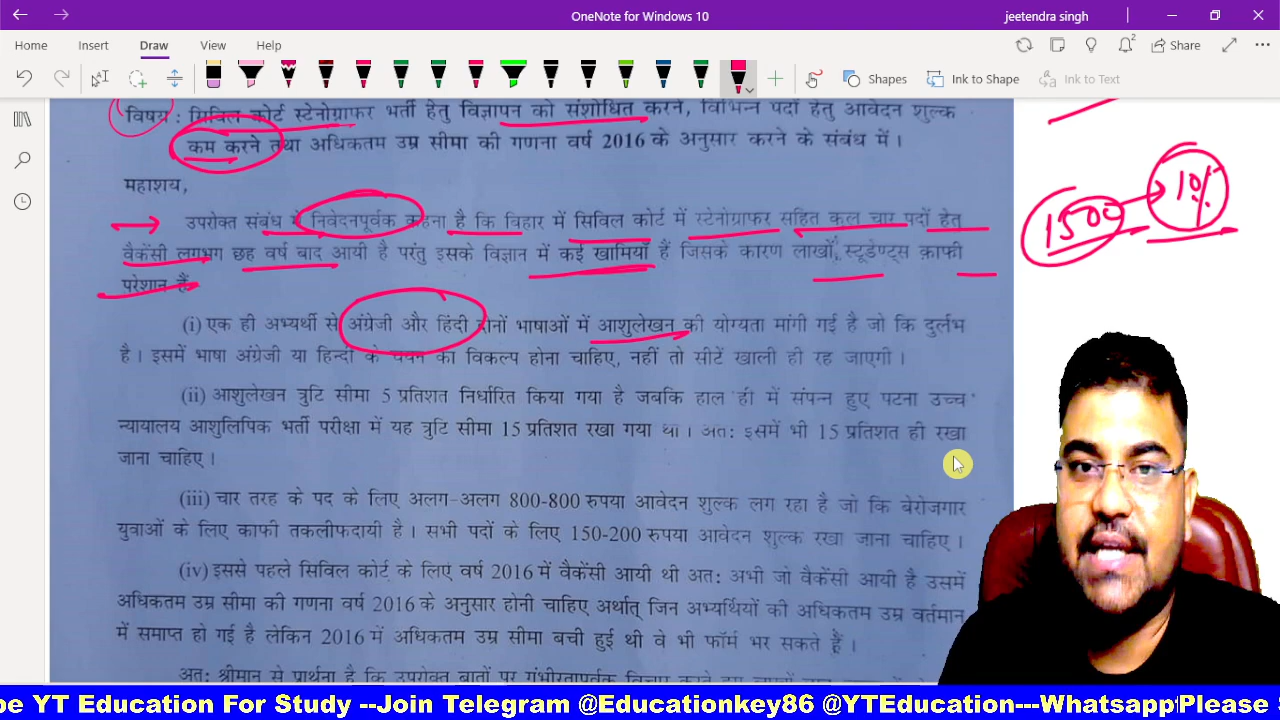 OneNote for Windows 10
jeetendra singh
Home Insert Draw View Help
Share
Shapes
Ink to Shape
Ink to Text
विषय : सिविल कोर्ट स्टेनोग्राफर भर्ती हेतु विज्ञापन को संशोधित करने, विभिन्न पदों हेतु आवेदन शुल्क
कम करने तथा अधिकतम उम्र सीमा की गणना वर्ष 2016 के अनुसार करने के संबंध में।
महाशय,
उपरोक्त संबंध में निवेदनपूर्वक कहना है कि बिहार में सिविल कोर्ट में स्टेनोग्राफर सहित कुल चार पदों हेतु
वैकेंसी लगभग छह वर्ष बाद आयी है परंतु इसके विज्ञान में कई खामियाँ हैं जिसके कारण लाखों स्टूडेण्ट्स काफी
परेशान हैं
1500 → 1%
(i) एक ही अभ्यर्थी से अंग्रेजी और हिंदी दोनों भाषाओं में आशुलेखन की योग्यता मांगी गई है जो कि दुर्लभ
है। इसमें भाषा अंग्रेजी या हिन्दी के चयन का विकल्प होना चाहिए, नहीं तो सीटें खाली ही रह जाएगी।
(ii) आशुलेखन त्रुटि सीमा 5 प्रतिशत निर्धारित किया गया है जबकि हाल ही में संपन्न हुए पटना उच्च
न्यायालय आशुलिपिक भर्ती परीक्षा में यह त्रुटि सीमा 15 प्रतिशत रखा गया था। अत: इसमें भी 15 प्रतिशत ही रखा
जाना चाहिए।
(iii) चार तरह के पद के लिए अलग-अलग 800-800 रुपया आवेदन शुल्क लग रहा है जो कि बेरोजगार
युवाओं के लिए काफी तकलीफदायी है। सभी पदों के लिए 150-200 रुपया आवेदन शुल्क रखा जाना चाहिए।
(iv) इससे पहले सिविल कोर्ट के लिए वर्ष 2016 में वैकेंसी आयी थी अत: अभी जो वैकेंसी आयी है उसमें
अधिकतम उम्र सीमा की गणना वर्ष 2016 के अनुसार होनी चाहिए अर्थात् जिन अभ्यर्थियों की अधिकतम उम्र वर्तमान
में समाप्त हो गई है लेकिन 2016 में अधिकतम उम्र सीमा बची हुई थी वे भी फॉर्म भर सकते हैं।
अत: श्रीमान से प्रार्थना है कि उपरोक्त बातों पर गंभीरतापूर्वक विचार
be YT Education For Study --Join Telegram @Educationkey86 @YTEducation---Whatsapp Please